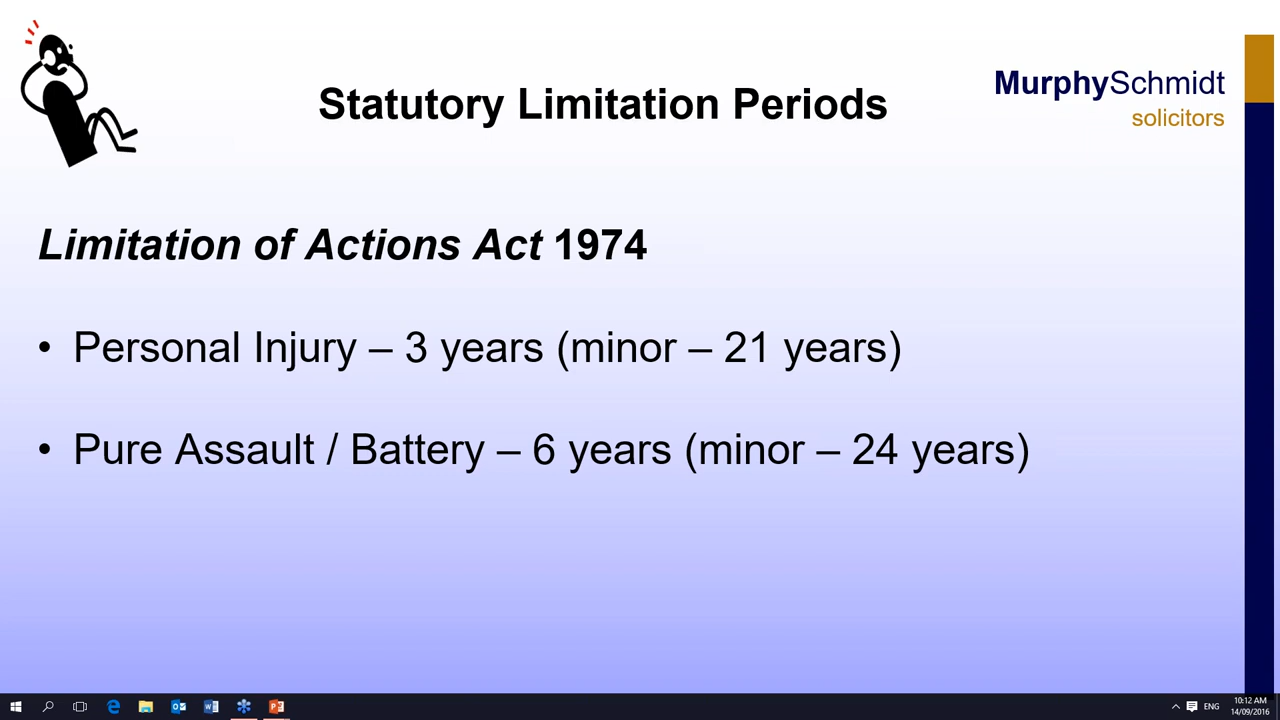 MurphySchmidt
solicitors
Statutory Limitation Periods
Limitation of Actions Act 1974
• Personal Injury – 3 years (minor – 21 years)
• Pure Assault / Battery – 6 years (minor – 24 years)
ENG
10:12 AM
14/09/2016